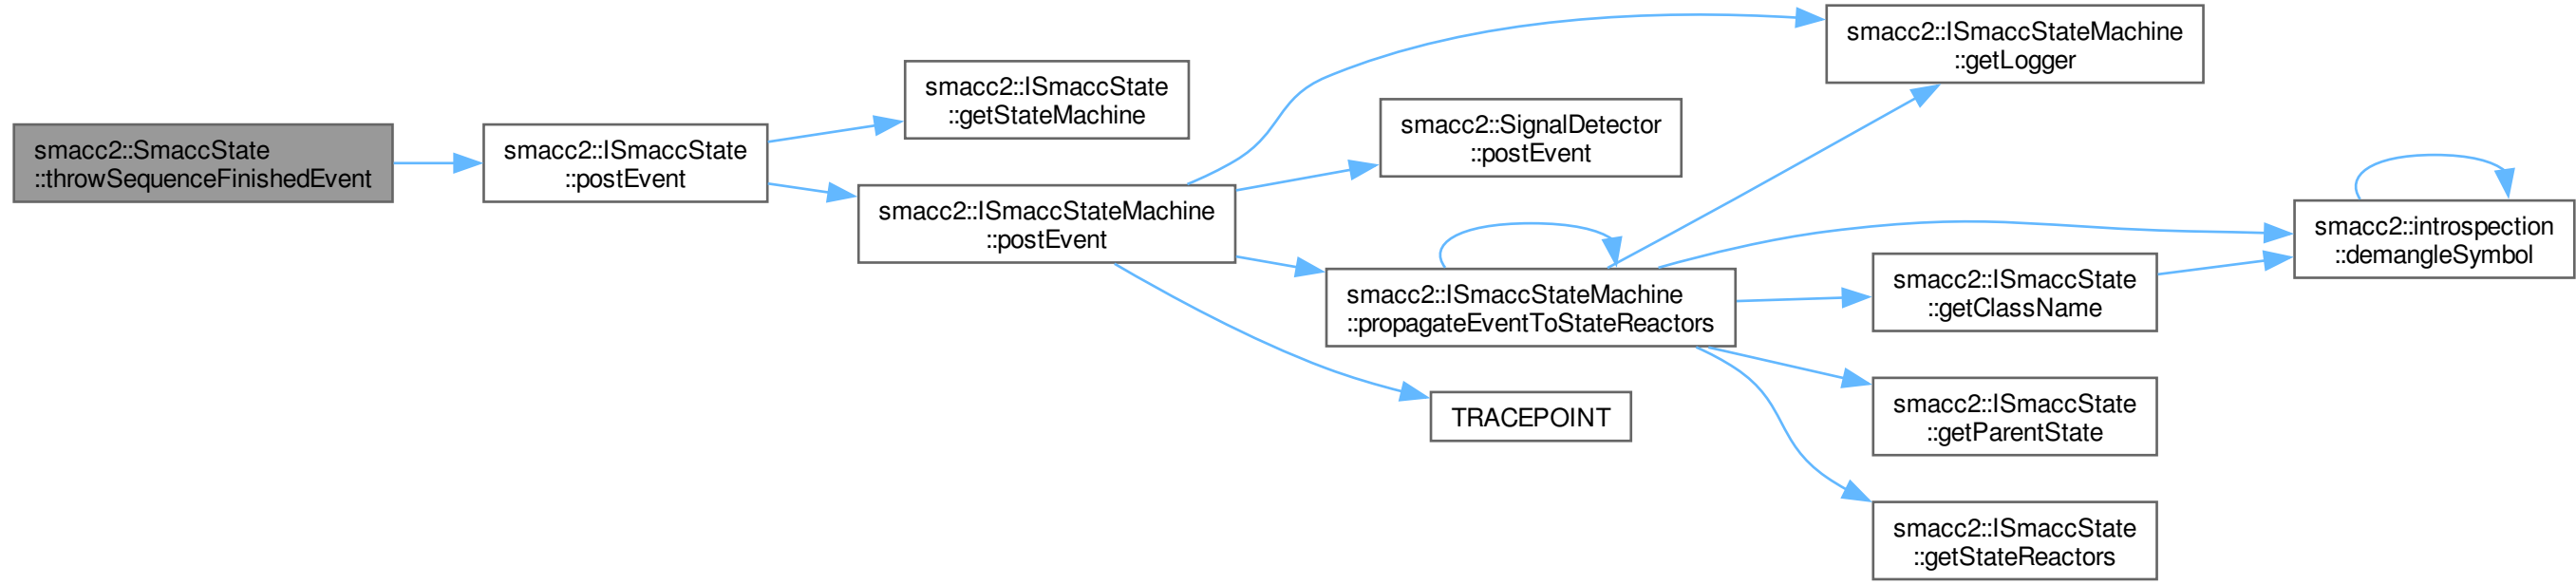 smacc2::SmaccState
::throwSequenceFinishedEvent
smacc2::ISmaccState
::postEvent
smacc2::ISmaccState
::getStateMachine
smacc2::ISmaccStateMachine
::postEvent
smacc2::ISmaccStateMachine
::getLogger
smacc2::SignalDetector
::postEvent
smacc2::ISmaccStateMachine
::propagateEventToStateReactors
TRACEPOINT
smacc2::introspection
::demangleSymbol
smacc2::ISmaccState
::getClassName
smacc2::ISmaccState
::getParentState
smacc2::ISmaccState
::getStateReactors